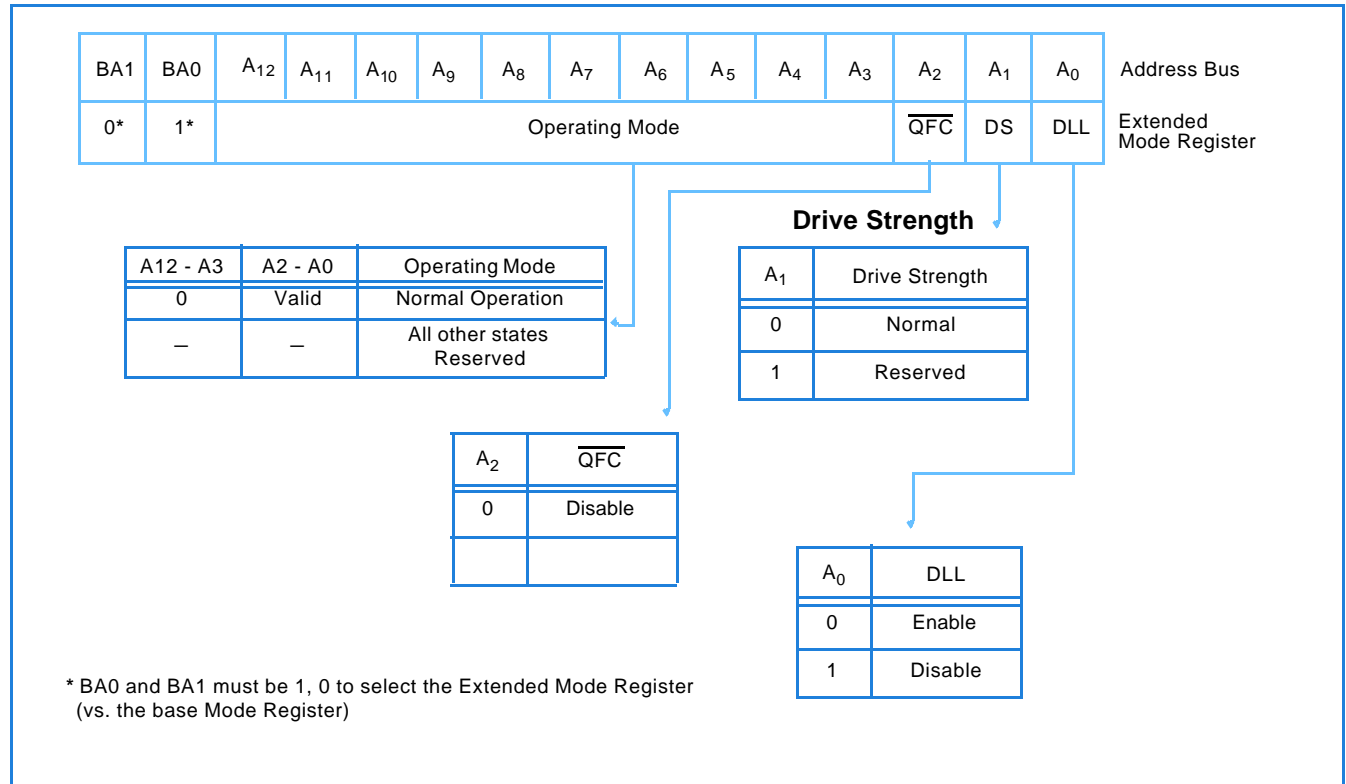 BA1 BA0 A12 A11 A10 A9 A8 A7 A6 A5 A4 A3 A2 A1 A0 Address Bus
0* 1* Operating Mode QFC DS DLL Extended
Mode Register
Drive Strength
A12 - A3 A2 - A0 Operating Mode
0 Valid Normal Operation
– – All other states
Reserved
A1 Drive Strength
0 Normal
1 Reserved
A2 QFC
0 Disable
A0 DLL
0 Enable
1 Disable
* BA0 and BA1 must be 1, 0 to select the Extended Mode Register
(vs. the base Mode Register)